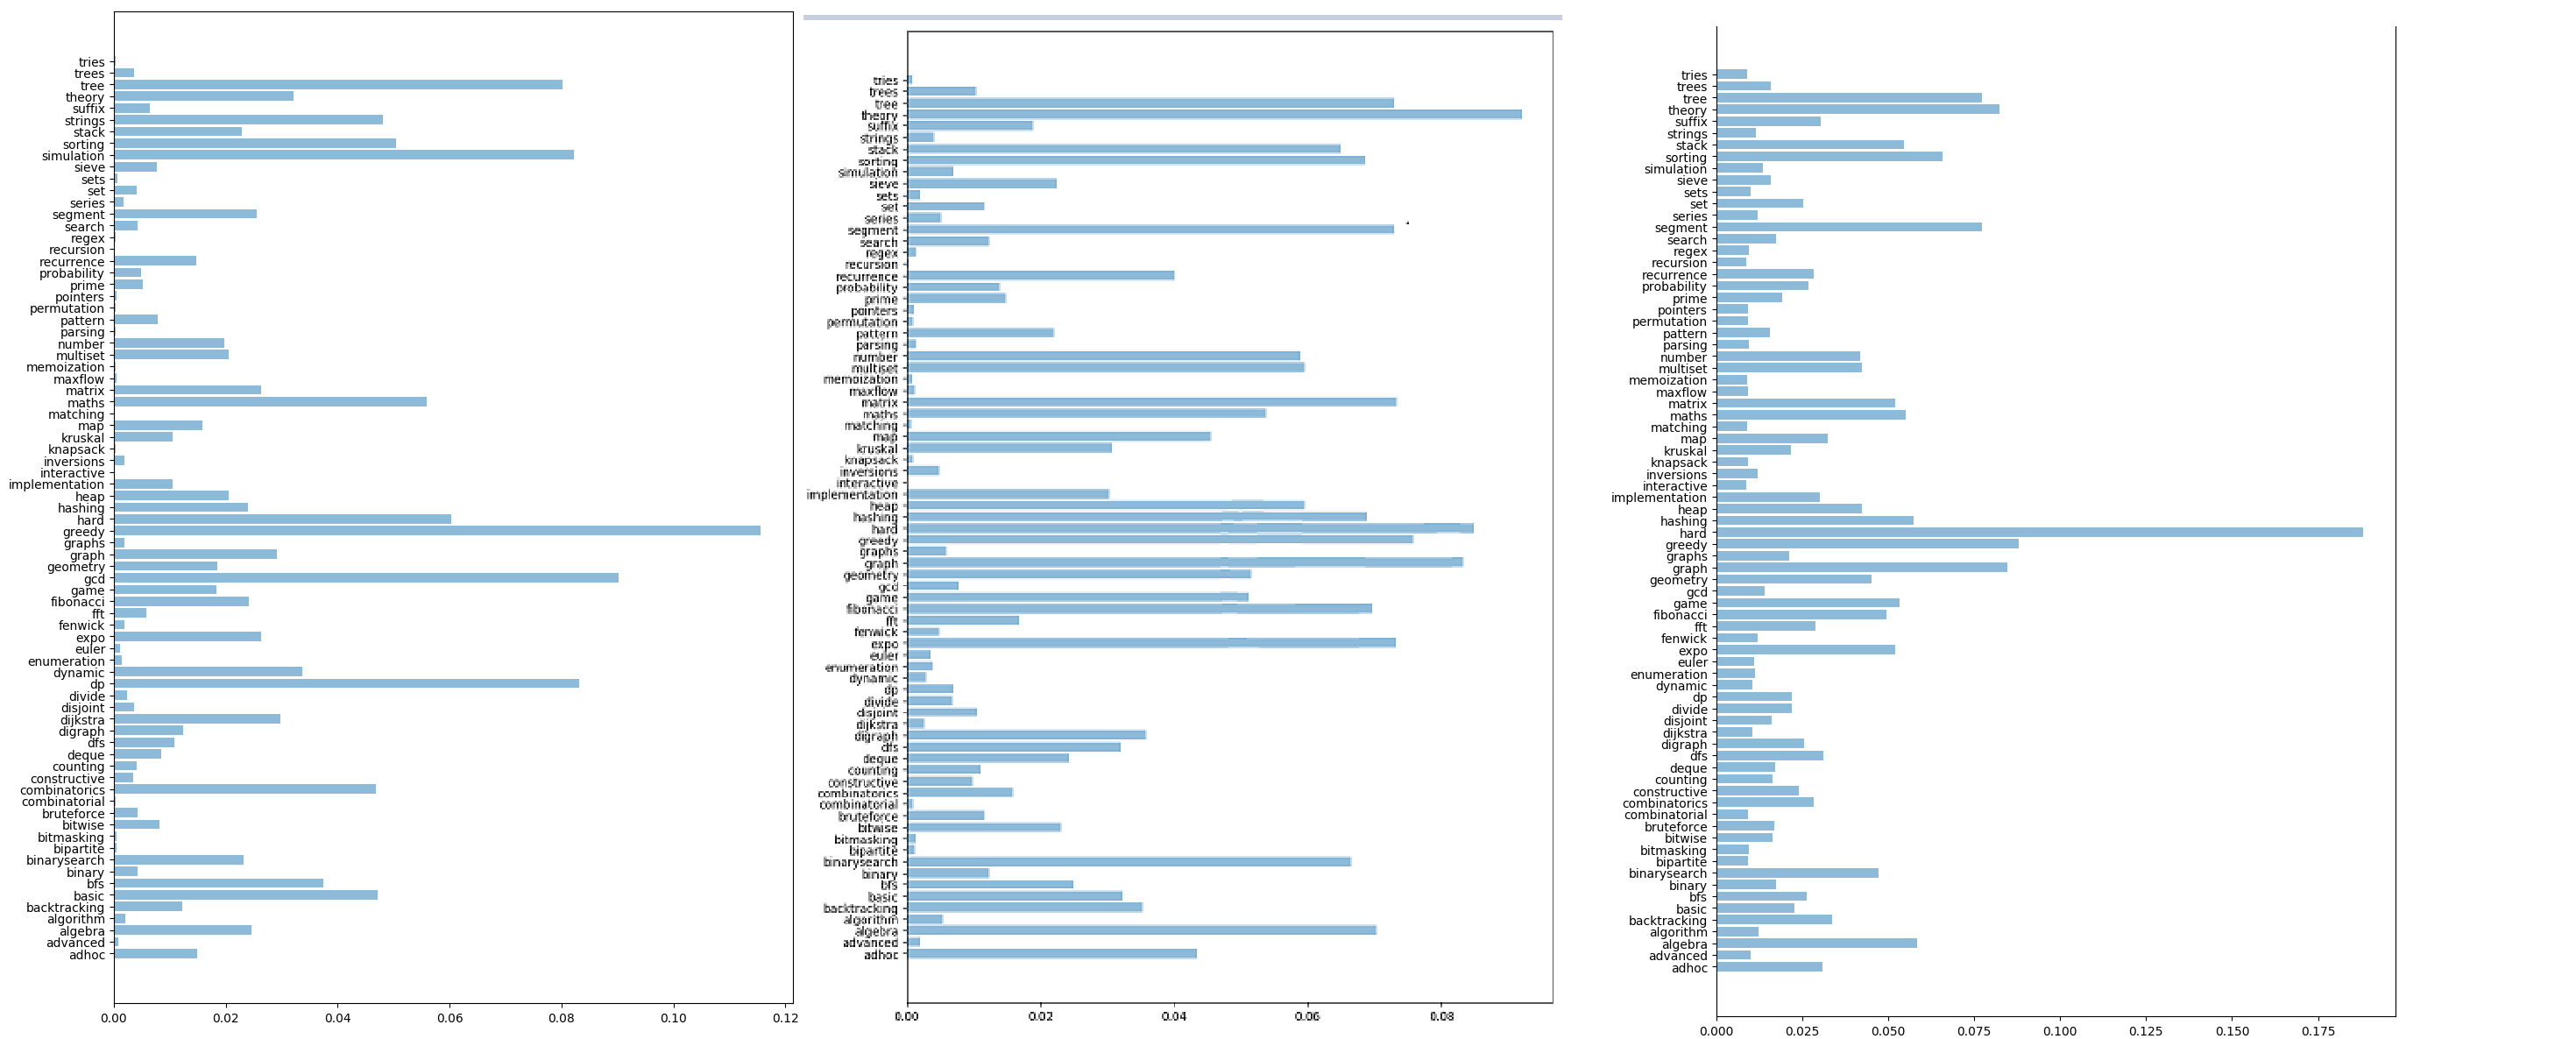 tries
trees
tree
theory
suffix
strings
stack
sorting
simulation
sieve
sets
set
series
segment
search
regex
recursion
recurrence
probability
prime
pointers
permutation
pattern
parsing
number
multiset
memoization
maxflow
matrix
maths
matching
map
kruskal
knapsack
inversions
interactive
implementation
heap
hashing
hard
greedy
graphs
graph
geometry
gcd
game
fibonacci
fft
fenwick
expo
euler
enumeration
dynamic
dp
divide
disjoint
dijkstra
digraph
dfs
deque
counting
constructive
combinatorics
combinatorial
bruteforce
bitwise
bitmasking
bipartite
binarysearch
binary
bfs
basic
backtracking
algorithm
algebra
advanced
adhoc
0.00 0.02 0.04 0.06 0.08 0.10 0.12
tries
trees
tree
theory
suffix
strings
stack
sorting
simulation
sieve
sets
set
series
segment
search
regex
recursion
recurrence
probability
prime
pointers
permutation
pattern
parsing
number
multiset
memoization
maxflow
matrix
maths
matching
map
kruskal
knapsack
inversions
interactive
implementation
heap
hashing
hard
greedy
graphs
graph
geometry
gcd
game
fibonacci
fft
fenwick
expo
euler
enumeration
dynamic
dp
divide
disjoint
dijkstra
digraph
dfs
deque
counting
constructive
combinatorics
combinatorial
bruteforce
bitwise
bitmasking
bipartite
binarysearch
binary
bfs
basic
backtracking
algorithm
algebra
advanced
adhoc
0.00 0.02 0.04 0.06 0.08
tries
trees
tree
theory
suffix
strings
stack
sorting
simulation
sieve
sets
set
series
segment
search
regex
recursion
recurrence
probability
prime
pointers
permutation
pattern
parsing
number
multiset
memoization
maxflow
matrix
maths
matching
map
kruskal
knapsack
inversions
interactive
implementation
heap
hashing
hard
greedy
graphs
graph
geometry
gcd
game
fibonacci
fft
fenwick
expo
euler
enumeration
dynamic
dp
divide
disjoint
dijkstra
digraph
dfs
deque
counting
constructive
combinatorics
combinatorial
bruteforce
bitwise
bitmasking
bipartite
binarysearch
binary
bfs
basic
backtracking
algorithm
algebra
advanced
adhoc
0.000 0.025 0.050 0.075 0.100 0.125 0.150 0.175